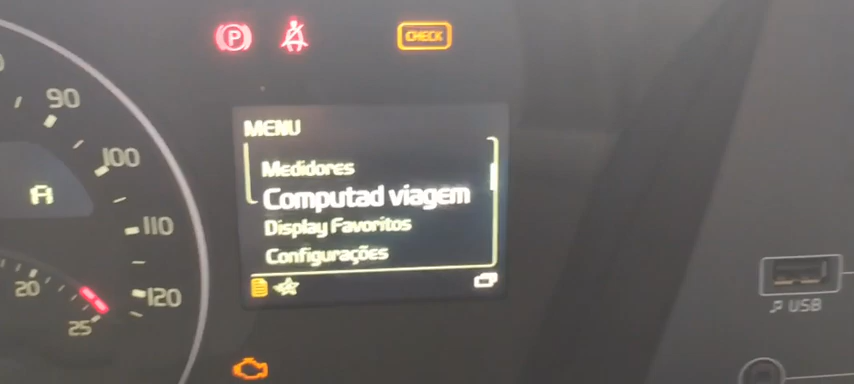 P
CHECK
MENU
Medidores
Computad viagem
Display Favoritos
Configurações
90
100
A
110
120
20
25
USB